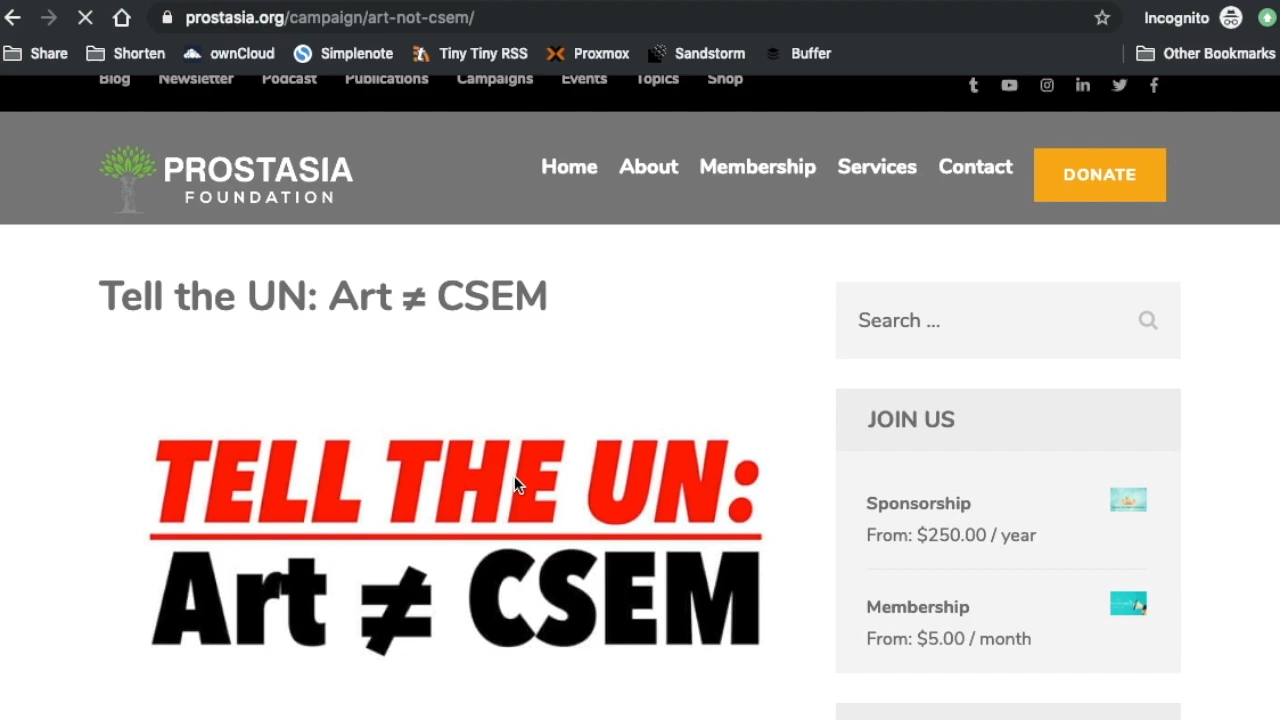 prostasia.org/campaign/art-not-csem/
Incognito
Share Shorten ownCloud Simplenote Tiny Tiny RSS Proxmox Sandstorm Buffer Other Bookmarks
Blog Newsletter Podcast Publications Campaigns Events Topics Shop
PROSTASIA
FOUNDATION
Home About Membership Services Contact DONATE
Tell the UN: Art ≠ CSEM
Search ...
JOIN US
TELL THE UN:
Art ≠ CSEM
Sponsorship
From: $250.00 / year
Membership
From: $5.00 / month